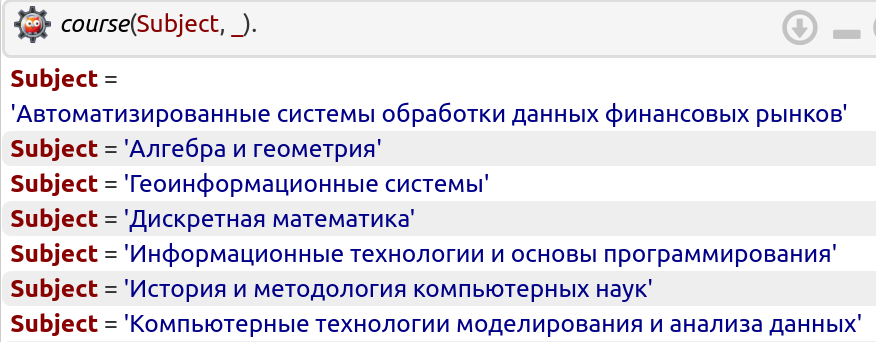 course(Subject, _).
Subject =
'Автоматизированные системы обработки данных финансовых рынков'
Subject = 'Алгебра и геометрия'
Subject = 'Геоинформационные системы'
Subject = 'Дискретная математика'
Subject = 'Информационные технологии и основы программирования'
Subject = 'История и методология компьютерных наук'
Subject = 'Компьютерные технологии моделирования и анализа данных'